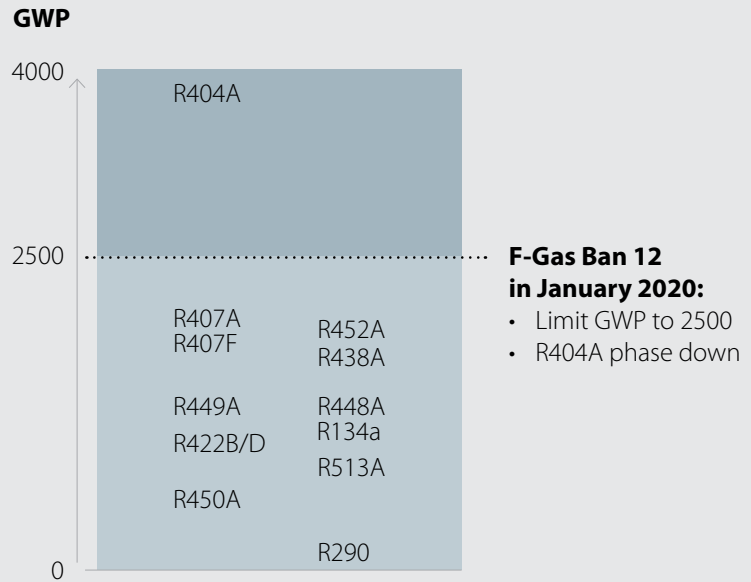 GWP
4000
R404A
2500
F-Gas Ban 12
in January 2020:
• Limit GWP to 2500
• R404A phase down
R407A
R407F
R452A
R438A
R449A
R422B/D
R448A
R134a
R513A
R450A
R290
0